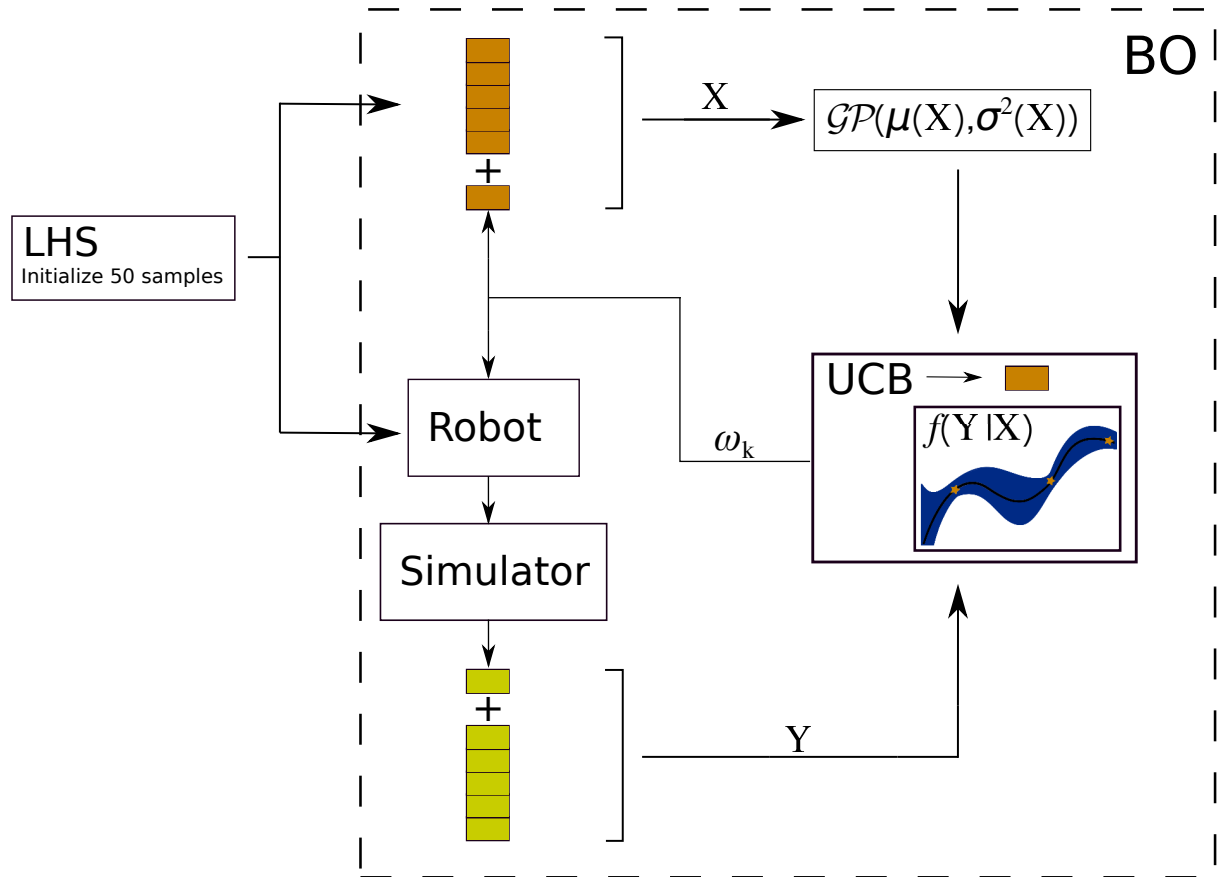 BO
+
X
𝒢𝒫(μ(X),σ²(X))
LHS
Initialize 50 samples
UCB
f(Y|X)
Robot
ωk
Simulator
+
Y